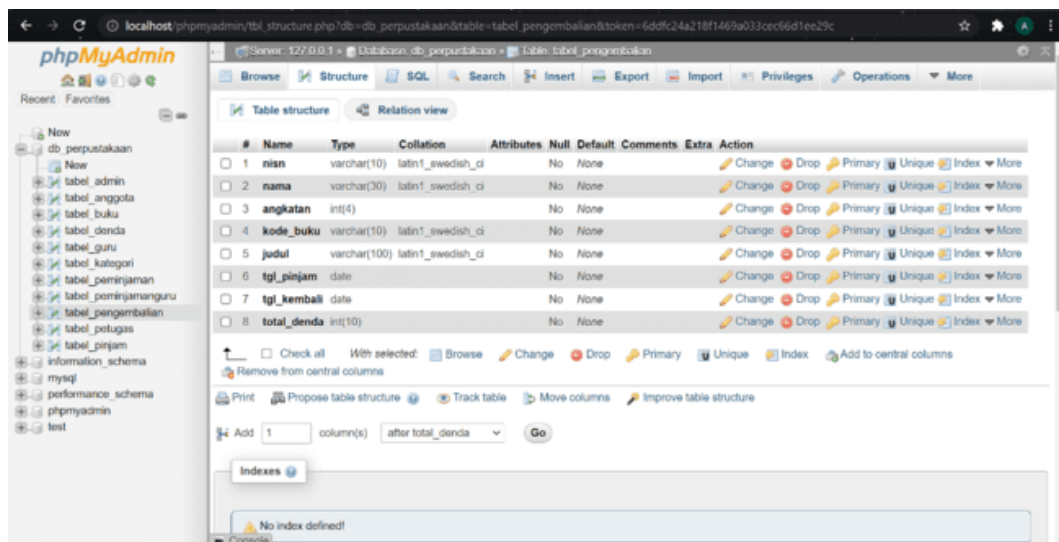 localhost/phpmyadmin/tbl_structure.php?db=db_perpustakaan&table=tabel_pengembalian&token=6ddfc24a218f1469a033cec66d1ee29c
A
phpMyAdmin
Recent Favorites
New
db_perpustakaan
New
tabel_admin
tabel_anggota
tabel_buku
tabel_denda
tabel_guru
tabel_kategori
tabel_peminjaman
tabel_peminjamanguru
tabel_pengembalian
tabel_petugas
tabel_pinjam
information_schema
mysql
performance_schema
phpmyadmin
test
Server: 127.0.0.1 » Database: db_perpustakaan » Table: tabel_pengembalian
Browse Structure SQL Search Insert Export Import Privileges Operations More
Table structure Relation view
# Name Type Collation Attributes Null Default Comments Extra Action
1 nisn varchar(10) latin1_swedish_ci No None Change Drop Primary Unique Index More
2 nama varchar(30) latin1_swedish_ci No None Change Drop Primary Unique Index More
3 angkatan int(4) No None Change Drop Primary Unique Index More
4 kode_buku varchar(10) latin1_swedish_ci No None Change Drop Primary Unique Index More
5 judul varchar(100) latin1_swedish_ci No None Change Drop Primary Unique Index More
6 tgl_pinjam date No None Change Drop Primary Unique Index More
7 tgl_kembali date No None Change Drop Primary Unique Index More
8 total_denda int(10) No None Change Drop Primary Unique Index More
Check all With selected: Browse Change Drop Primary Unique Index Add to central columns
Remove from central columns
Print Propose table structure Track table Move columns Improve table structure
Add 1 column(s) after total_denda Go
Indexes
No index defined!
Console